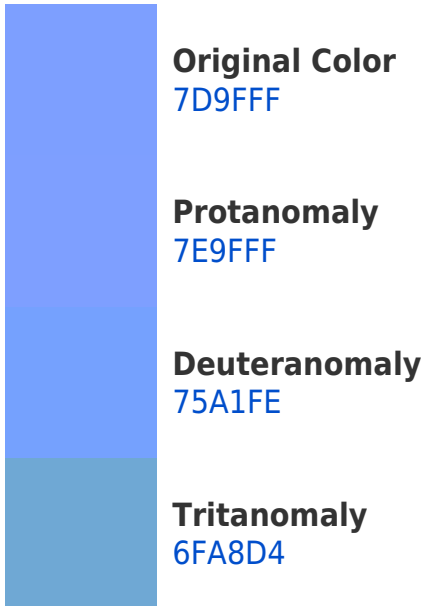 Original Color
7D9FFF
Protanomaly
7E9FFF
Deuteranomaly
75A1FE
Tritanomaly
6FA8D4